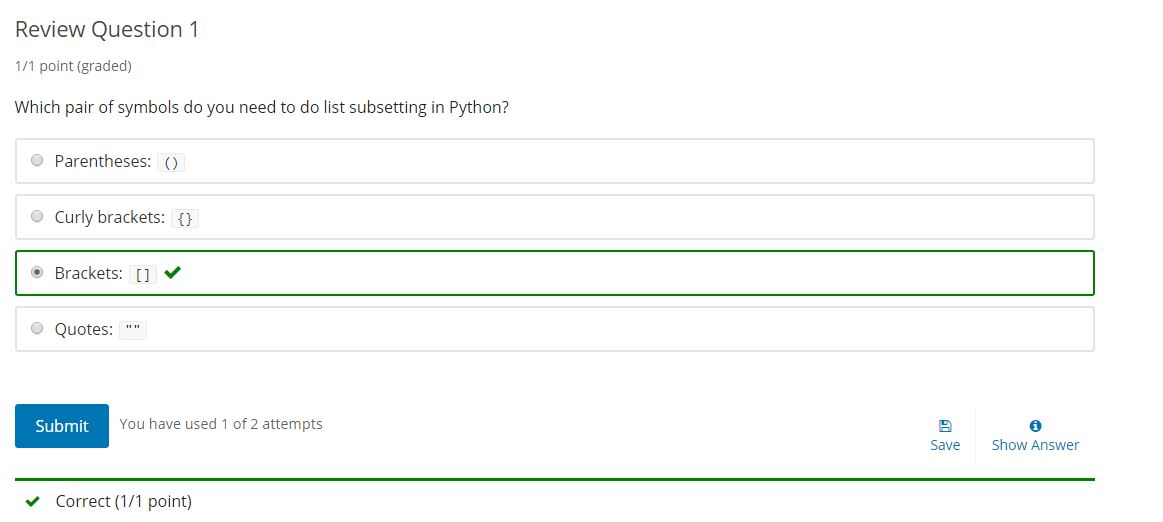 Review Question 1
1/1 point (graded)
Which pair of symbols do you need to do list subsetting in Python?
Parentheses: ()
Curly brackets: {}
Brackets: []
Quotes: ""
Submit
You have used 1 of 2 attempts
Save
Show Answer
Correct (1/1 point)